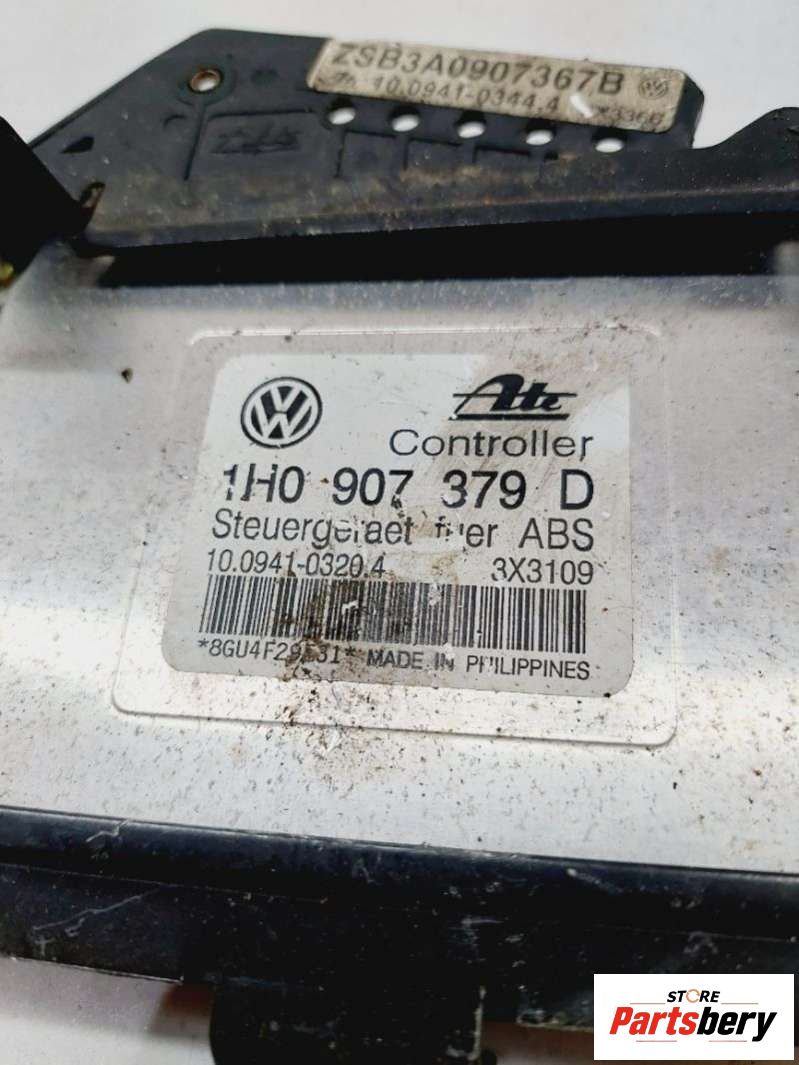 ZSB3A0907367B
10.0941-0344.4
Ate
Controller
1H0 907 379 D
Steuergeraet fuer ABS
10.0941-0320.4 3X3109
MADE IN PHILIPPINES
STORE
Partsbery